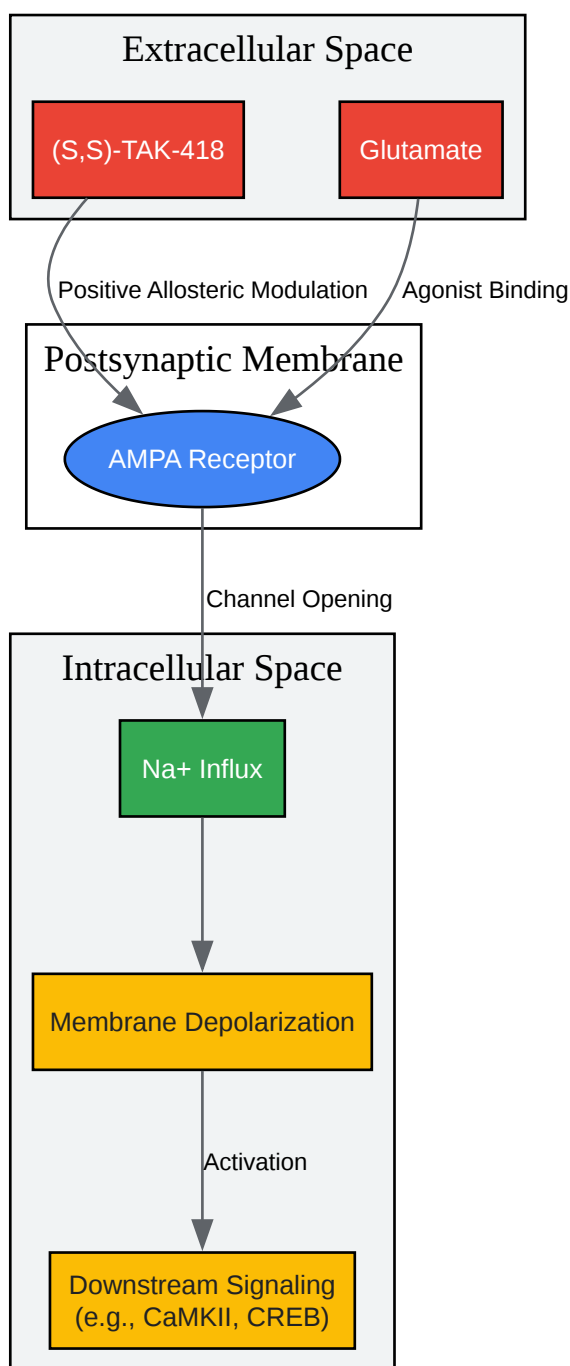 Extracellular Space
(S,S)-TAK-418
Glutamate
Positive Allosteric Modulation
Agonist Binding
Postsynaptic Membrane
AMPA Receptor
Channel Opening
Intracellular Space
Na+ Influx
Membrane Depolarization
Activation
Downstream Signaling
(e.g., CaMKII, CREB)